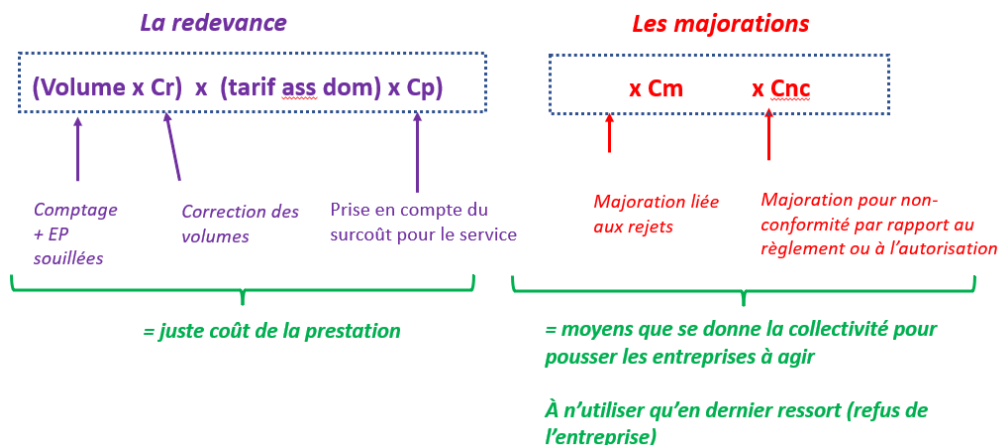 La redevance
Les majorations
(Volume x Cr) x (tarif ass dom) x Cp)
x Cm x Cnc
Comptage
+ EP
souillées
Correction des
volumes
Prise en compte du
surcoût pour le service
Majoration liée
aux rejets
Majoration pour non-
conformité par rapport au
règlement ou à l’autorisation
= juste coût de la prestation
= moyens que se donne la collectivité pour
pousser les entreprises à agir
À n’utiliser qu’en dernier ressort (refus de
l’entreprise)